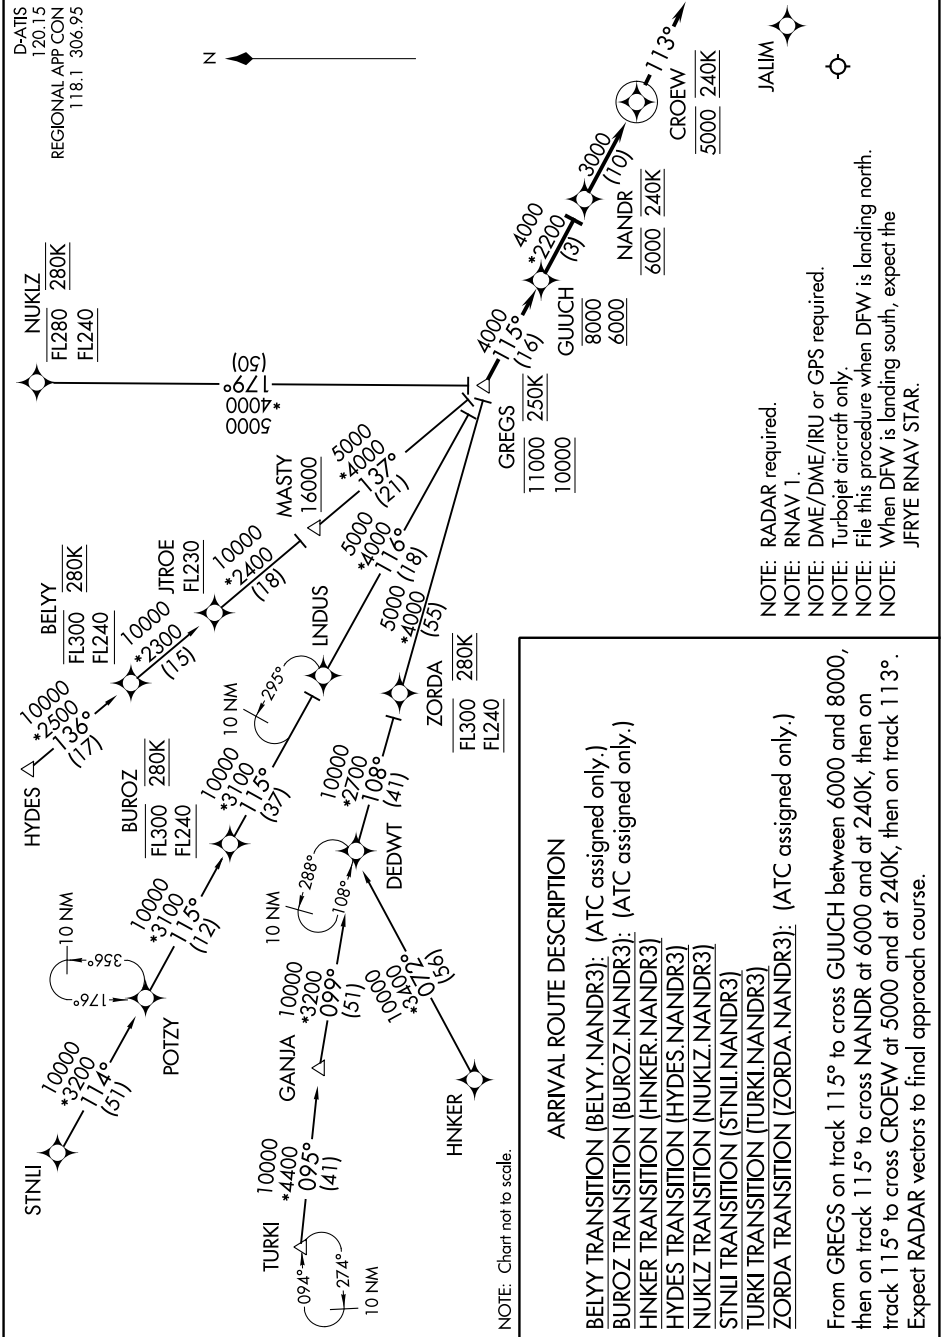 D-ATIS
120.15
REGIONAL APP CON
118.1 306.95
N
NUKLZ
FL280 280K
FL240
5000
*4000
179°
(50)
HYDES
10000
*2500
136°
(17)
BELYY
FL300 280K
FL240
10000
*2300
(15)
JTROE
FL230
10000
*2400
(18)
MASTY
16000
5000
*4000
137°
(21)
STNLI
10000
*3200
114°
(51)
POTZY
10 NM
176°
356°
10000
*3100
115°
(12)
BUROZ
FL300 280K
FL240
10000
*3100
115°
(37)
10 NM
295°
LNDUS
5000
*4000
116°
(18)
TURKI
094°
274°
10 NM
10000
*4400
095°
(41)
GANJA
10000
*3200
099°
(51)
HNKER
10000
*3400
072°
(59)
10 NM
288°
108°
DEDWT
10000
*2700
108°
(41)
ZORDA
FL300 280K
FL240
5000
*4000
(55)
GREGS
11000 250K
10000
4000
115°
(16)
GUUCH
8000
6000
4000
*2200
(3)
NANDR
6000 240K
3000
(10)
CROEW
5000 240K
113°
JALIM
NOTE: RADAR required.
NOTE: RNAV 1.
NOTE: DME/DME/IRU or GPS required.
NOTE: Turbojet aircraft only.
NOTE: File this procedure when DFW is landing north.
NOTE: When DFW is landing south, expect the
JFRYE RNAV STAR.
NOTE: Chart not to scale.
ARRIVAL ROUTE DESCRIPTION
BELYY TRANSITION (BELYY.NANDR3): (ATC assigned only.)
BUROZ TRANSITION (BUROZ.NANDR3): (ATC assigned only.)
HNKER TRANSITION (HNKER.NANDR3)
HYDES TRANSITION (HYDES.NANDR3)
NUKLZ TRANSITION (NUKLZ.NANDR3)
STNLI TRANSITION (STNLI.NANDR3)
TURKI TRANSITION (TURKI.NANDR3)
ZORDA TRANSITION (ZORDA.NANDR3): (ATC assigned only.)
From GREGS on track 115° to cross GUUCH between 6000 and 8000,
then on track 115° to cross NANDR at 6000 and at 240K, then on
track 115° to cross CROEW at 5000 and at 240K, then on track 113°.
Expect RADAR vectors to final approach course.